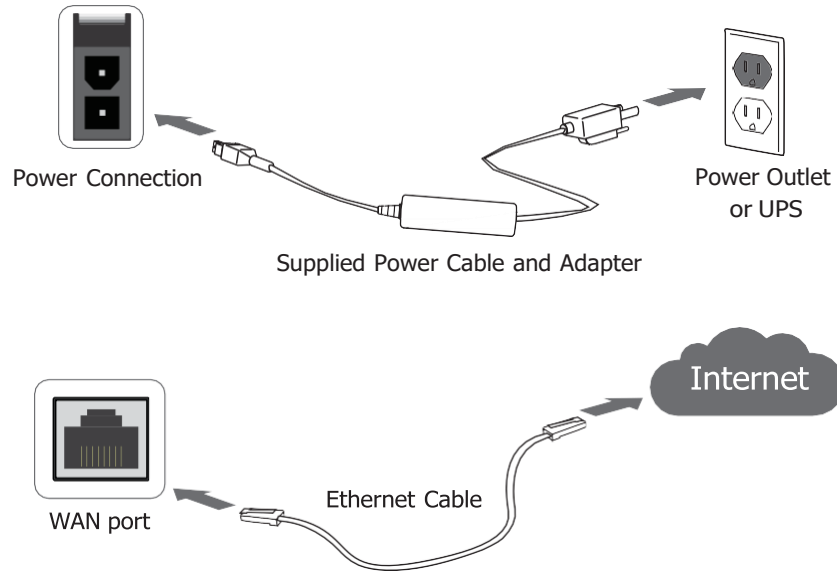 Power Connection
Power Outlet
or UPS
Supplied Power Cable and Adapter
Internet
Ethernet Cable
WAN port